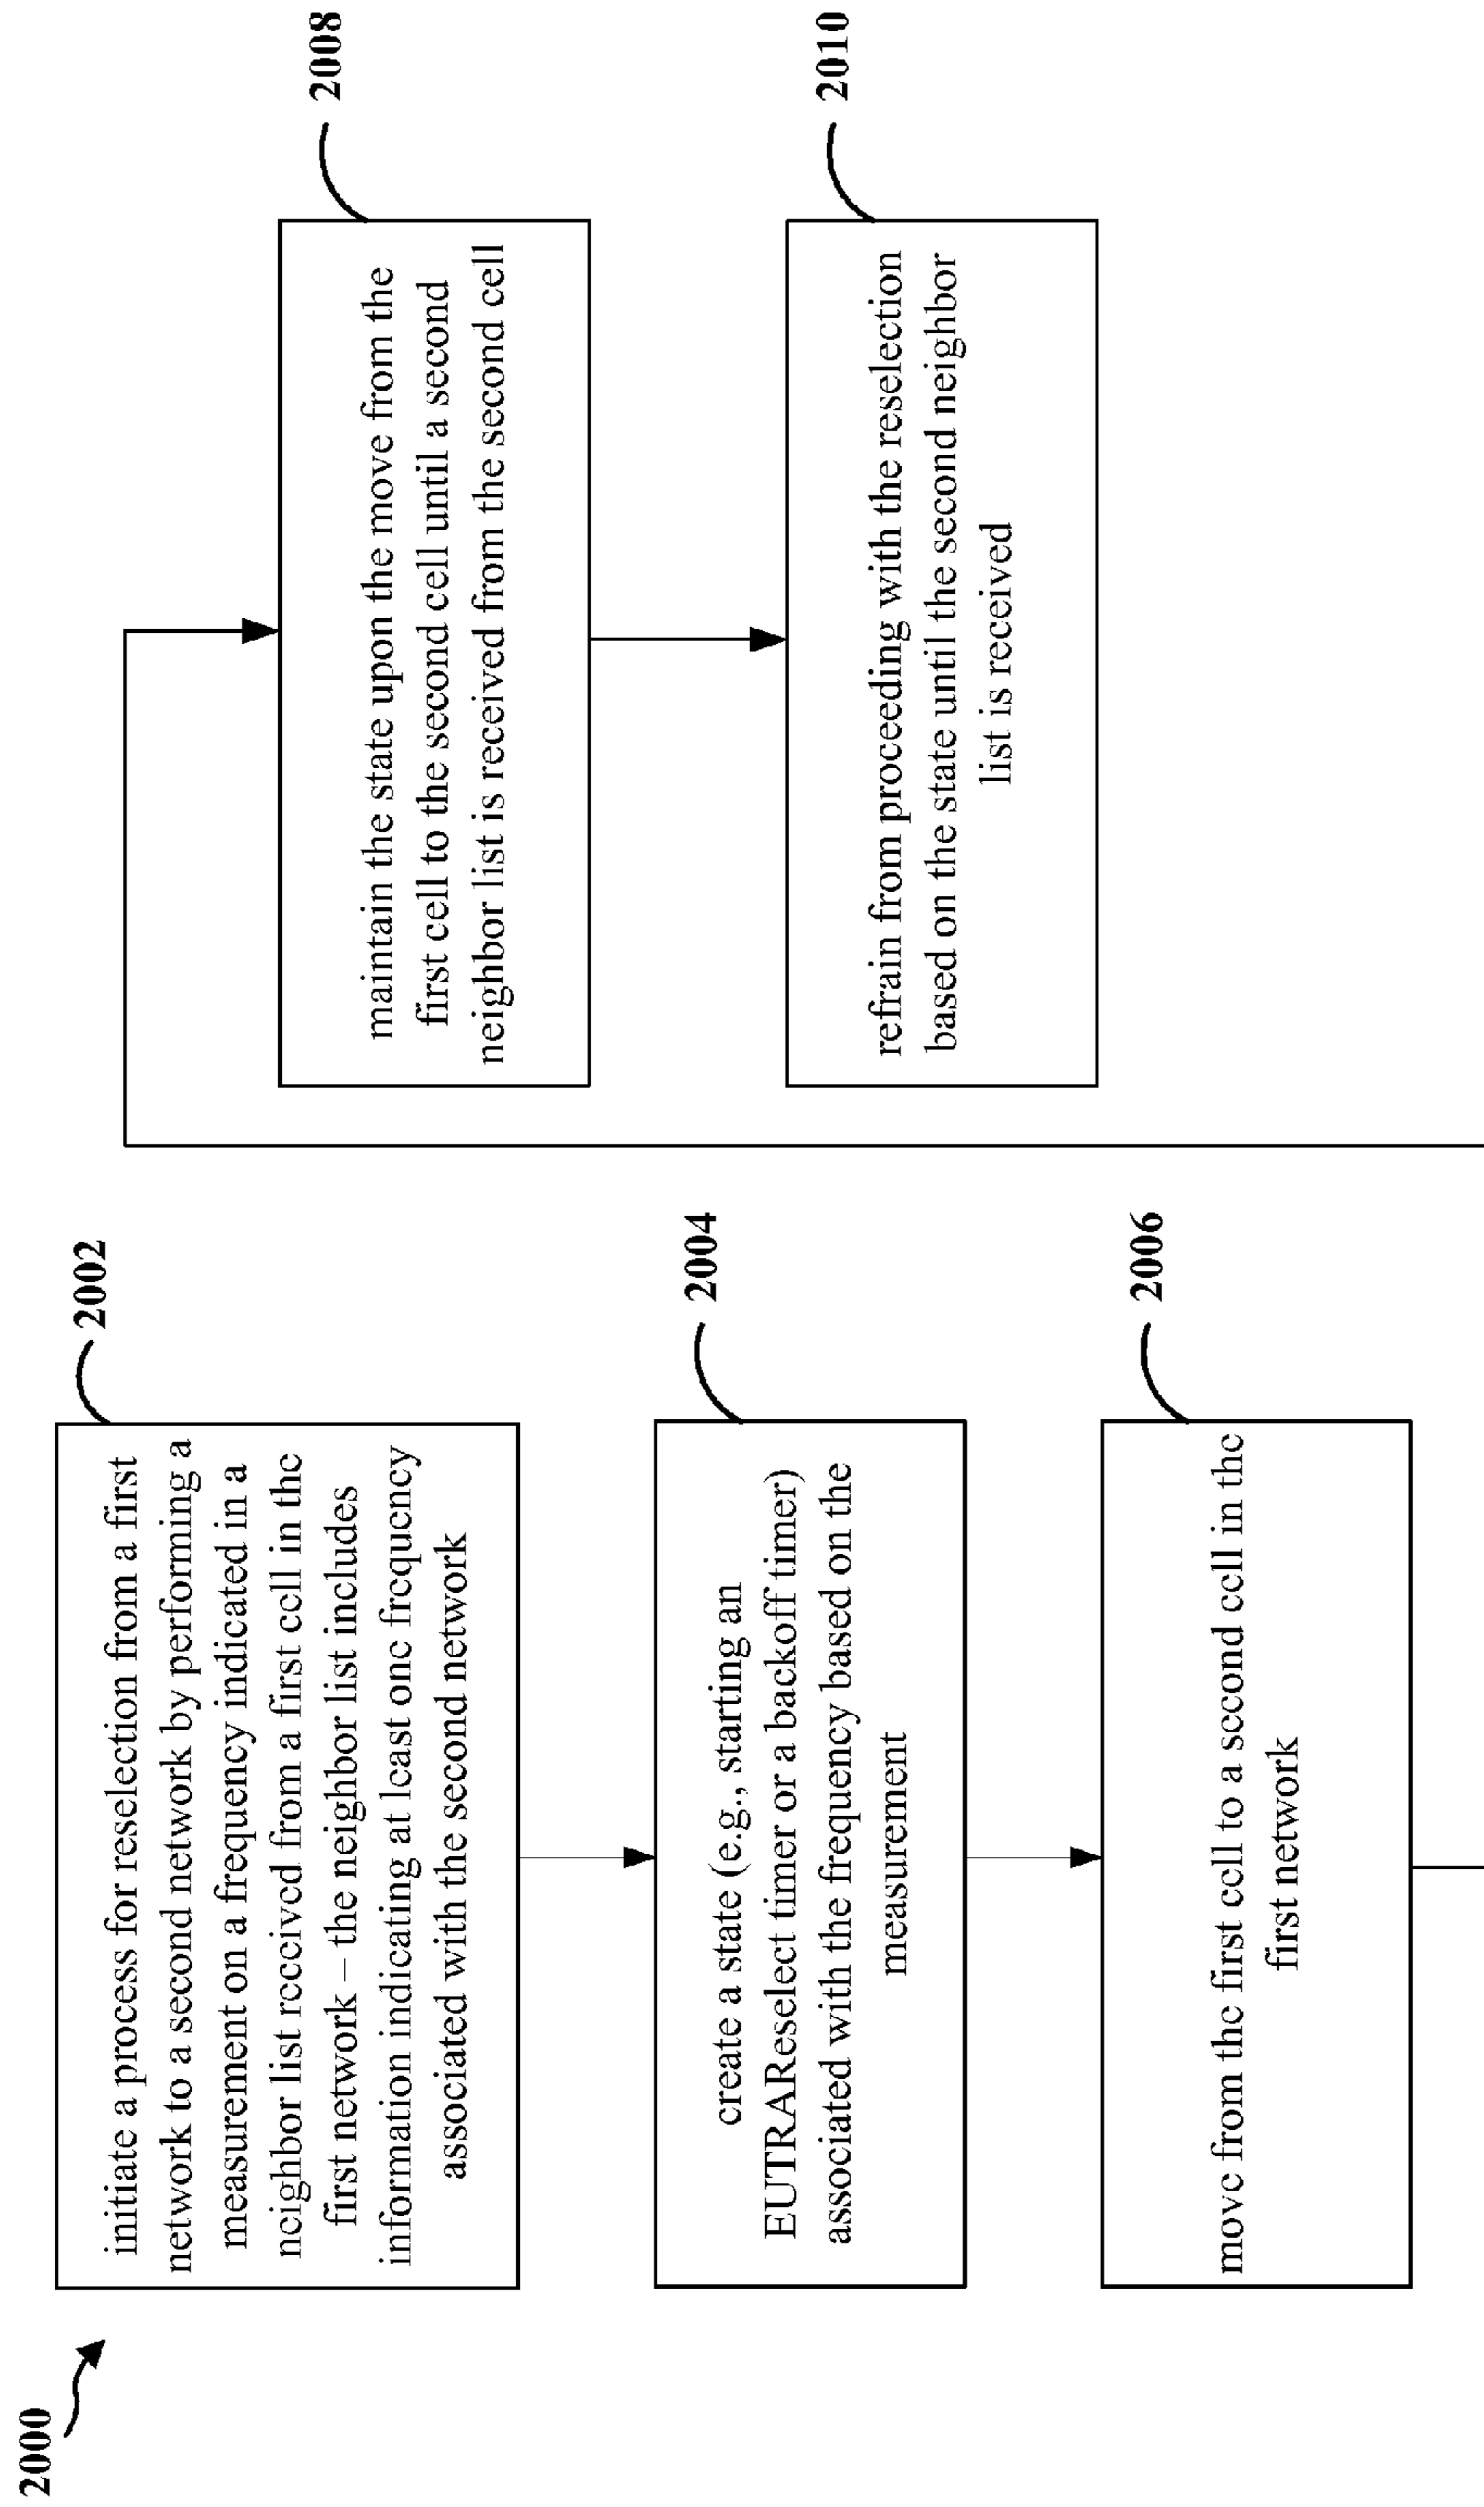 2000
2002
initiate a process for reselection from a first
network to a second network by performing a
measurement on a frequency indicated in a
neighbor list received from a first cell in the
first network – the neighbor list includes
information indicating at least one frequency
associated with the second network
2004
create a state (e.g., starting an
EUTRAReselect timer or a backoff timer)
associated with the frequency based on the
measurement
2006
move from the first cell to a second cell in the
first network
2008
maintain the state upon the move from the
first cell to the second cell until a second
neighbor list is received from the second cell
2010
refrain from proceeding with the reselection
based on the state until the second neighbor
list is received